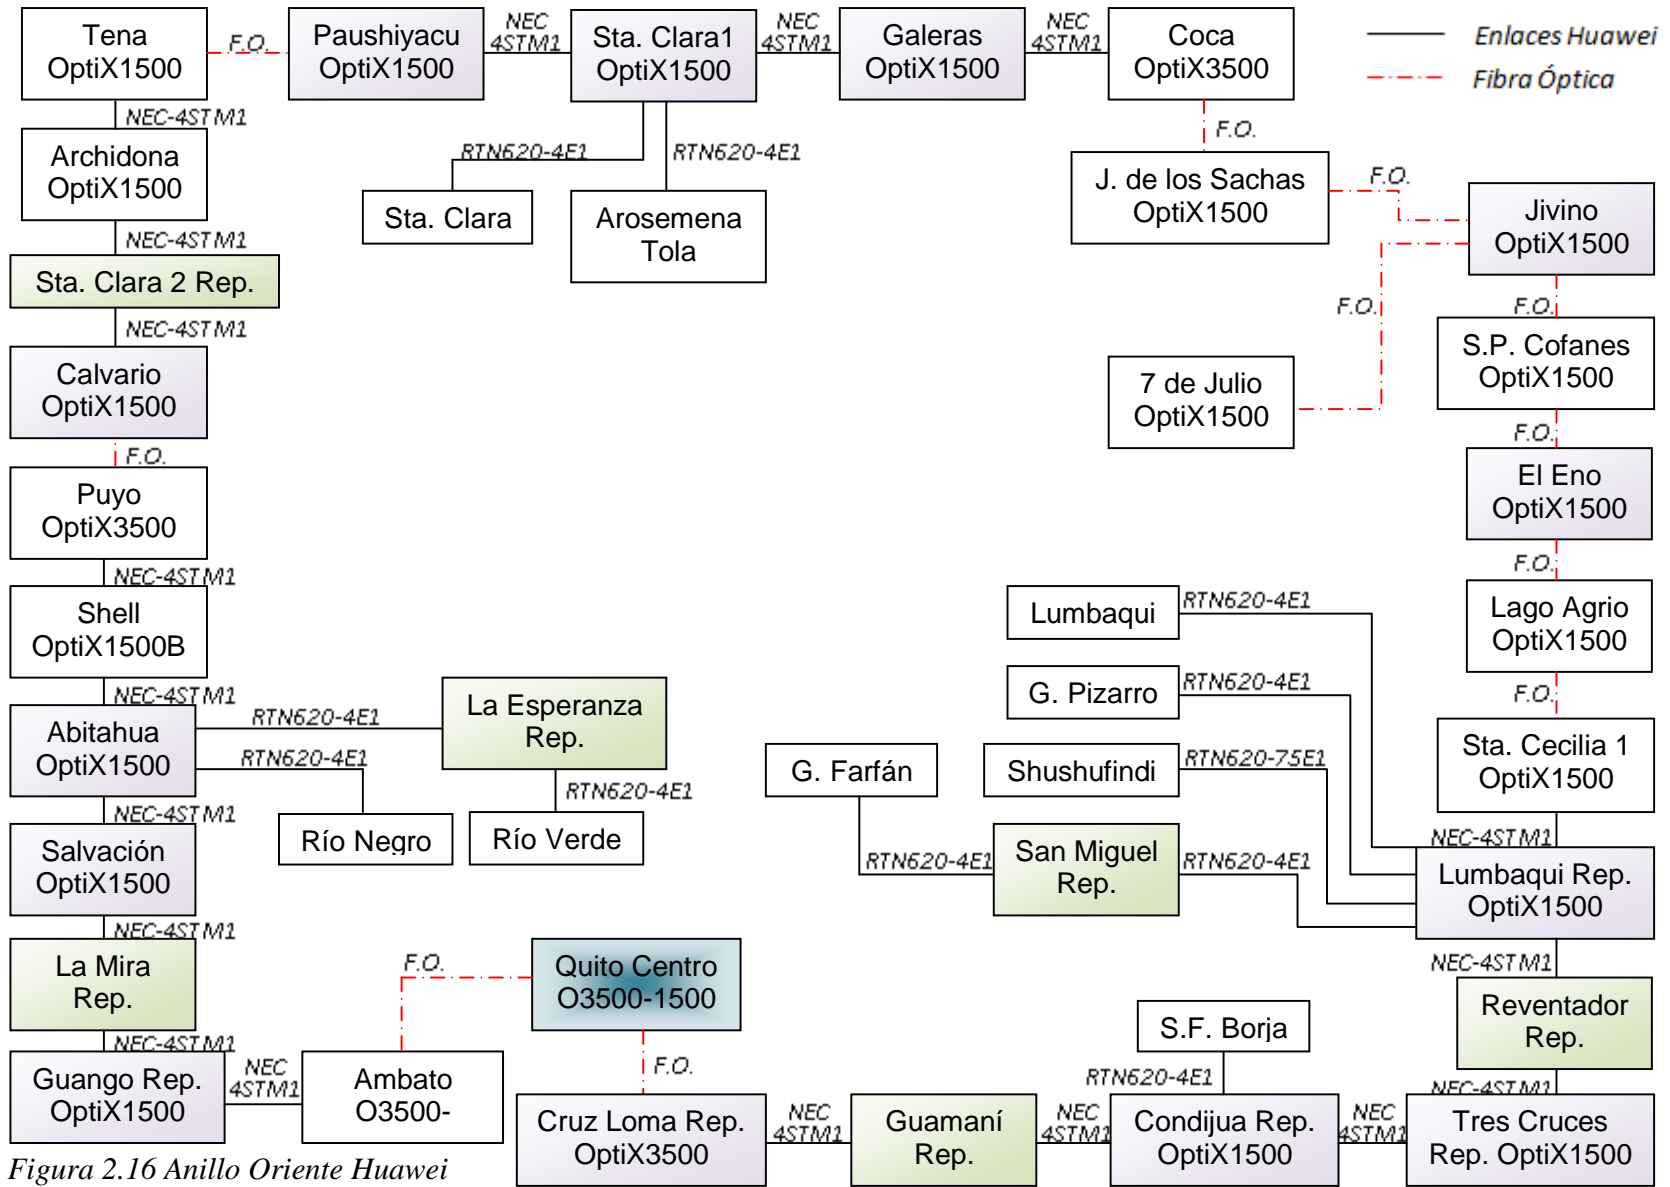 Tena
OptiX1500
F.O.
Paushiyacu
OptiX1500
NEC
4STM1
Sta. Clara1
OptiX1500
NEC
4STM1
Galeras
OptiX1500
NEC
4STM1
Coca
OptiX3500
Enlaces Huawei
Fibra Óptica
NEC-4STM1
Archidona
OptiX1500
RTN620-4E1
RTN620-4E1
Sta. Clara
Arosemena
Tola
F.O.
J. de los Sachas
OptiX1500
F.O.
Jivino
OptiX1500
NEC-4STM1
Sta. Clara 2 Rep.
NEC-4STM1
Calvario
OptiX1500
F.O.
F.O.
S.P. Cofanes
OptiX1500
7 de Julio
OptiX1500
F.O.
Puyo
OptiX3500
F.O.
El Eno
OptiX1500
NEC-4STM1
Shell
OptiX1500B
F.O.
Lago Agrio
OptiX1500
Lumbaqui
RTN620-4E1
G. Pizarro
RTN620-4E1
F.O.
NEC-4STM1
Abitahua
OptiX1500
RTN620-4E1
RTN620-4E1
La Esperanza
Rep.
RTN620-4E1
Río Negro
Río Verde
G. Farfán
Shushufindi
RTN620-75E1
Sta. Cecilia 1
OptiX1500
NEC-4STM1
Salvación
OptiX1500
RTN620-4E1
San Miguel
Rep.
RTN620-4E1
NEC-4STM1
Lumbaqui Rep.
OptiX1500
NEC-4STM1
La Mira
Rep.
F.O.
Quito Centro
O3500-1500
NEC-4STM1
Reventador
Rep.
S.F. Borja
NEC-4STM1
Guango Rep.
OptiX1500
NEC
4STM1
Ambato
O3500-
F.O.
Cruz Loma Rep.
OptiX3500
NEC
4STM1
Guamaní
Rep.
NEC
4STM1
RTN620-4E1
Condijua Rep.
OptiX1500
NEC
4STM1
NEC-4STM1
Tres Cruces
Rep. OptiX1500
Figura 2.16 Anillo Oriente Huawei